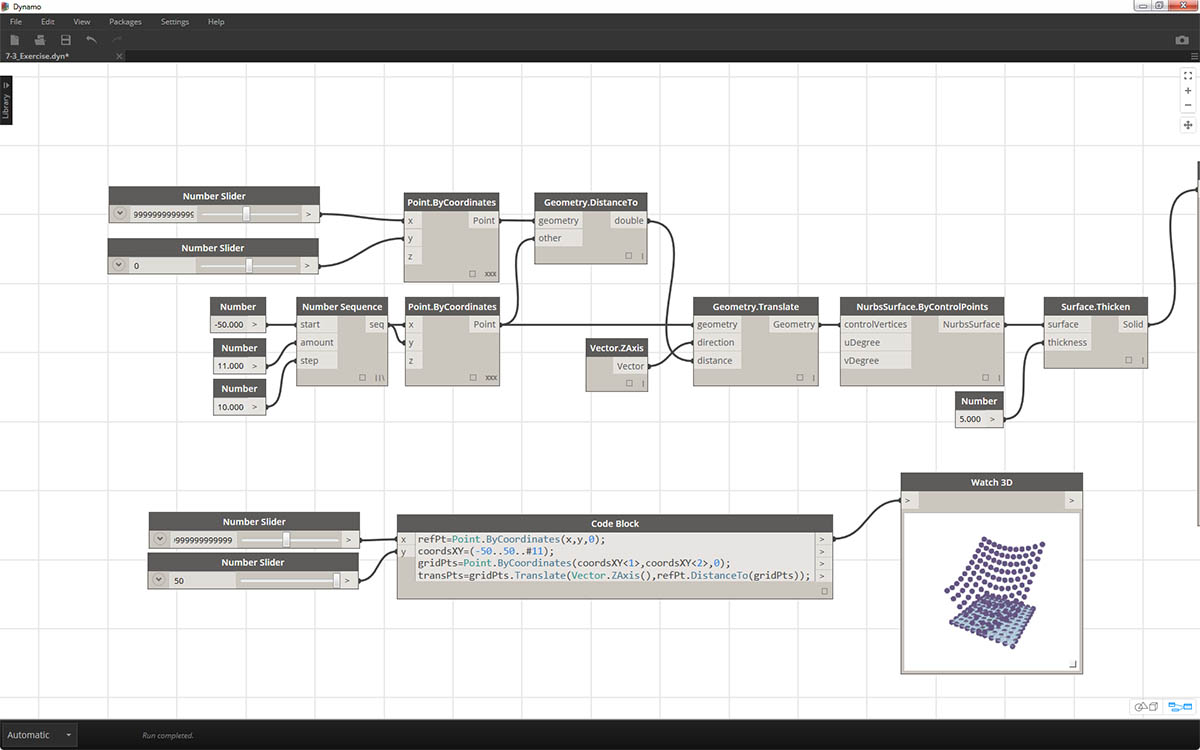 Dynamo
File Edit View Packages Settings Help
7-3_Exercise.dyn*
Library
Number Slider
9999999999999 >
Number Slider
0 >
Point.ByCoordinates
x Point
y
z
xxx
Geometry.DistanceTo
geometry double
other
Number
-50.000 >
Number
11.000 >
Number
10.000 >
Number Sequence
start seq
amount
step
Point.ByCoordinates
x Point
y
z
xxx
Vector.ZAxis
Vector
Geometry.Translate
geometry Geometry
direction
distance
NurbsSurface.ByControlPoints
controlVertices NurbsSurface
uDegree
vDegree
Surface.Thicken
surface Solid
thickness
Number
5.000 >
Number Slider
999999999999 >
Number Slider
50 >
Code Block
x refPt=Point.ByCoordinates(x,y,0); >
y coordsXY=(-50..50..#11); >
gridPts=Point.ByCoordinates(coordsXY<1>,coordsXY<2>,0); >
transPts=gridPts.Translate(Vector.ZAxis(),refPt.DistanceTo(gridPts)); >
Watch 3D
> >
Automatic
Run completed.